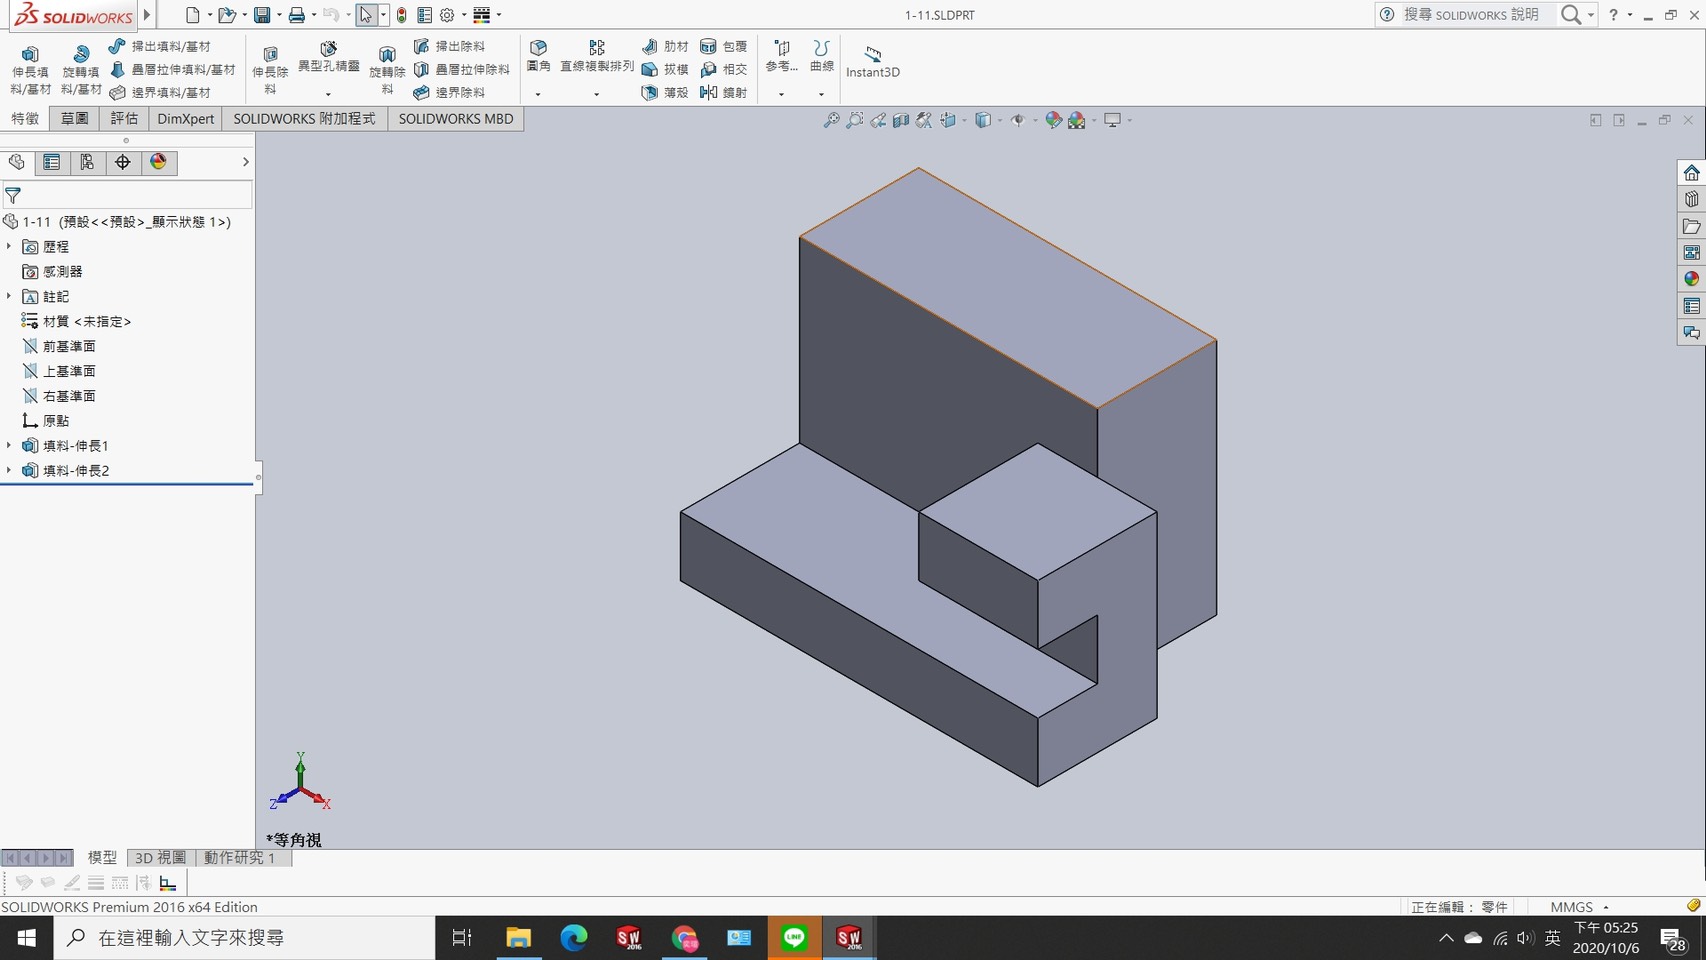 SOLIDWORKS
1-11.SLDPRT
搜尋 SOLIDWORKS 說明
伸長填料/基材
旋轉填料/基材
掃出填料/基材
疊層拉伸填料/基材
邊界填料/基材
伸長除料
異型孔精靈
旋轉除料
掃出除料
疊層拉伸除料
邊界除料
圓角
直線複製排列
肋材
拔模
薄殼
包覆
相交
鏡射
參考...
曲線
Instant3D
特徵
草圖
評估
DimXpert
SOLIDWORKS 附加程式
SOLIDWORKS MBD
1-11 (預設<<預設>_顯示狀態 1>)
歷程
感測器
註記
材質 <未指定>
前基準面
上基準面
右基準面
原點
填料-伸長1
填料-伸長2
Y
Z
X
*等角視
模型
3D 視圖
動作研究 1
SOLIDWORKS Premium 2016 x64 Edition
正在編輯： 零件
MMGS
在這裡輸入文字來搜尋
SW
2016
LINE
SW
2016
英
下午 05:25
2020/10/6
28